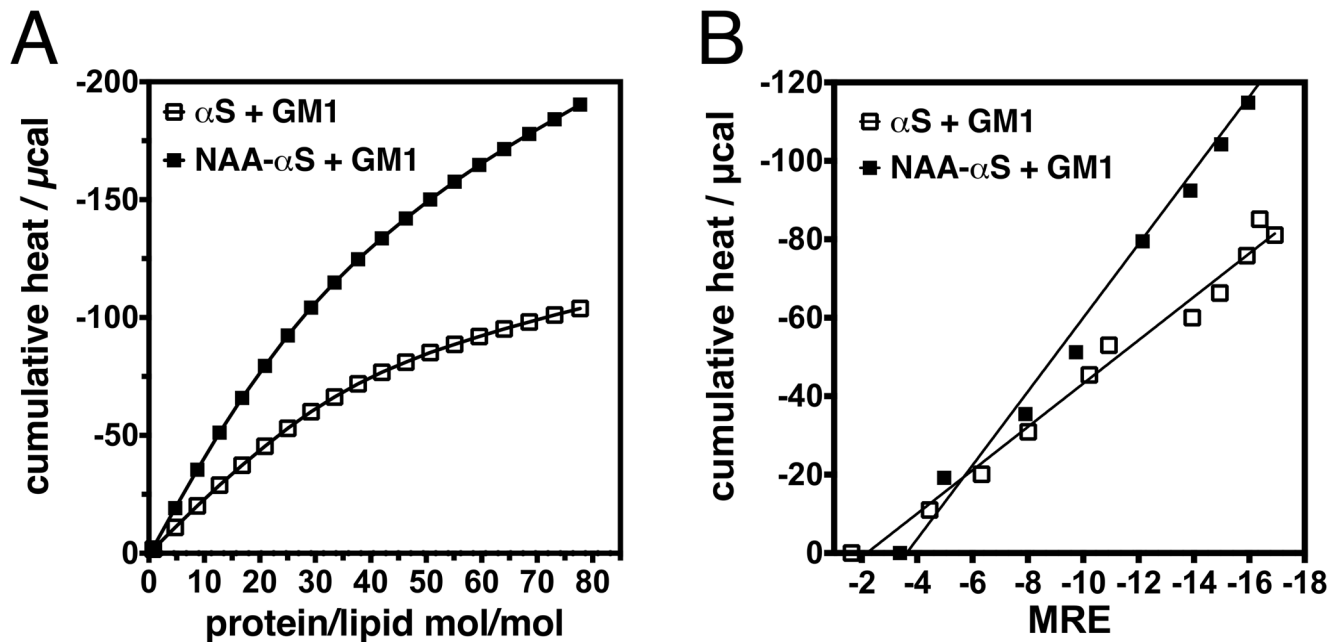 A
-200
-150
-100
-50
0
0 10 20 30 40 50 60 70 80
cumulative heat / μcal
protein/lipid mol/mol
αS + GM1
NAA-αS + GM1
B
-120
-100
-80
-60
-40
-20
0
-2 -4 -6 -8 -10 -12 -14 -16 -18
cumulative heat / μcal
MRE
αS + GM1
NAA-αS + GM1